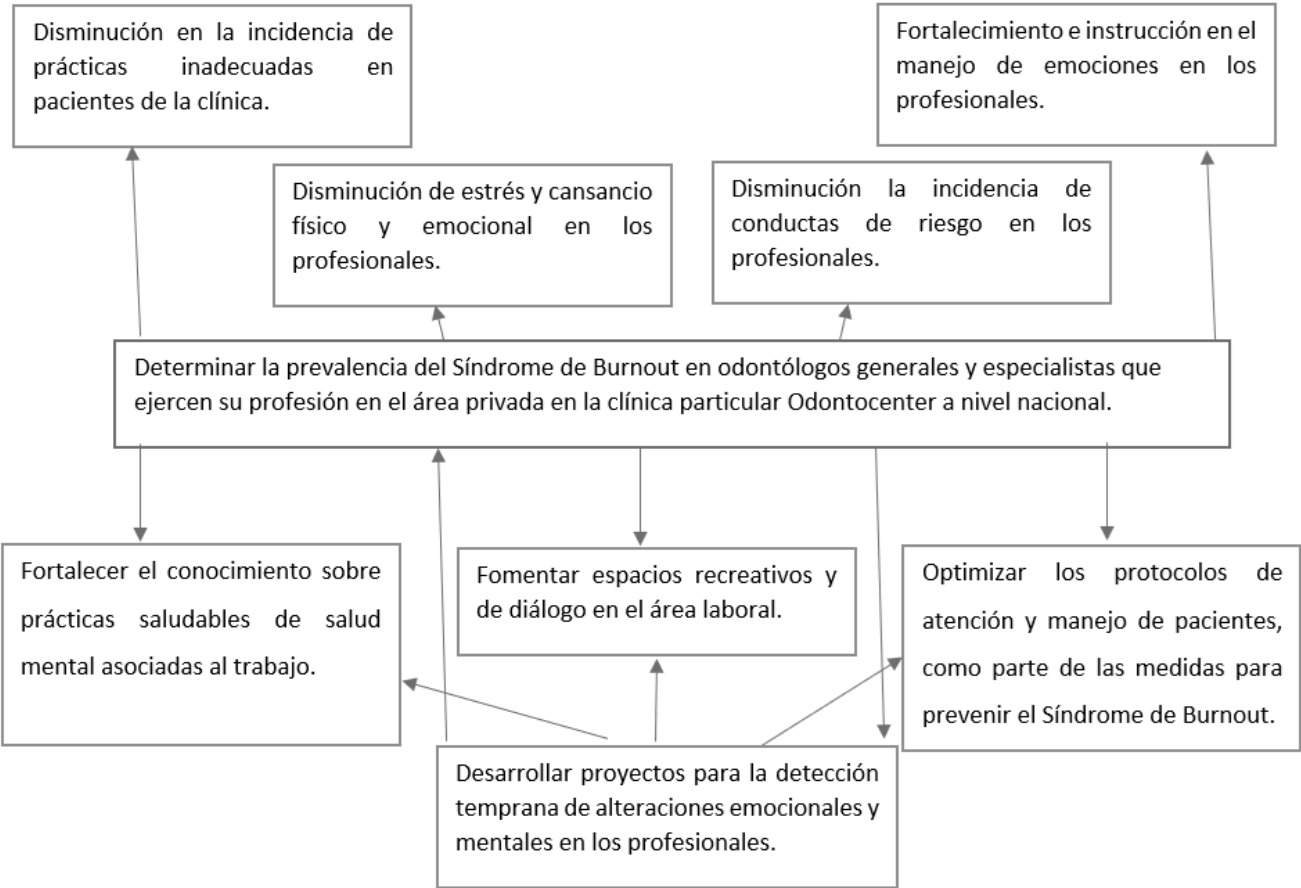 Disminución en la incidencia de
prácticas inadecuadas en
pacientes de la clínica.
Fortalecimiento e instrucción en el
manejo de emociones en los
profesionales.
Disminución de estrés y cansancio
físico y emocional en los
profesionales.
Disminución la incidencia de
conductas de riesgo en los
profesionales.
Determinar la prevalencia del Síndrome de Burnout en odontólogos generales y especialistas que
ejercen su profesión en el área privada en la clínica particular Odontocenter a nivel nacional.
Fortalecer el conocimiento sobre
prácticas saludables de salud
mental asociadas al trabajo.
Fomentar espacios recreativos y
de diálogo en el área laboral.
Optimizar los protocolos de
atención y manejo de pacientes,
como parte de las medidas para
prevenir el Síndrome de Burnout.
Desarrollar proyectos para la detección
temprana de alteraciones emocionales y
mentales en los profesionales.